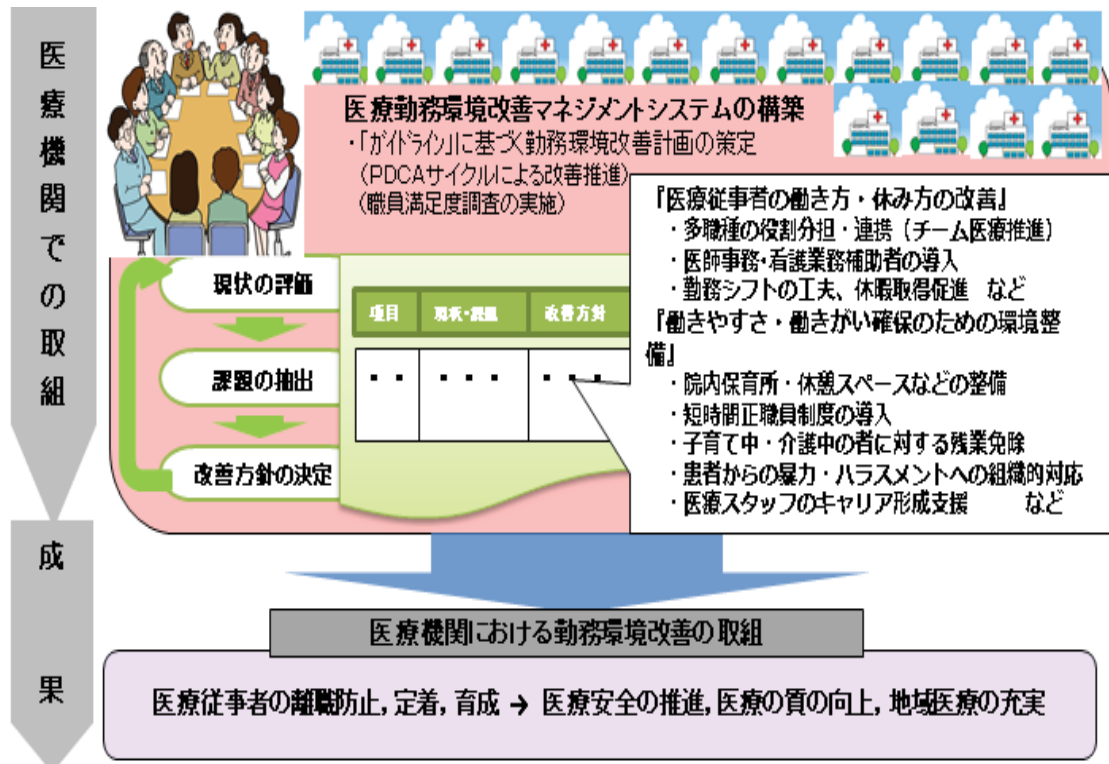 医療機関での取組
医療勤務環境改善マネジメントシステムの構築
・「ガイドライン」に基づく勤務環境改善計画の策定
(PDCAサイクルによる改善推進)
(職員満足度調査の実施)
現状の評価
課題の抽出
改善方針の決定
項目 現状・課題 改善方針
・・ ・・・ ・・・
『医療従事者の働き方・休み方の改善』
・多職種の役割分担・連携(チーム医療推進)
・医師事務・看護業務補助者の導入
・勤務シフトの工夫、休暇取得促進 など
『働きやすさ・働きがい確保のための環境整
備』
・院内保育所・休憩スペースなどの整備
・短時間正職員制度の導入
・子育て中・介護中の者に対する残業免除
・患者からの暴力・ハラスメントへの組織的対応
・医療スタッフのキャリア形成支援 など
成果
医療機関における勤務環境改善の取組
医療従事者の離職防止,定着,育成 → 医療安全の推進,医療の質の向上,地域医療の充実